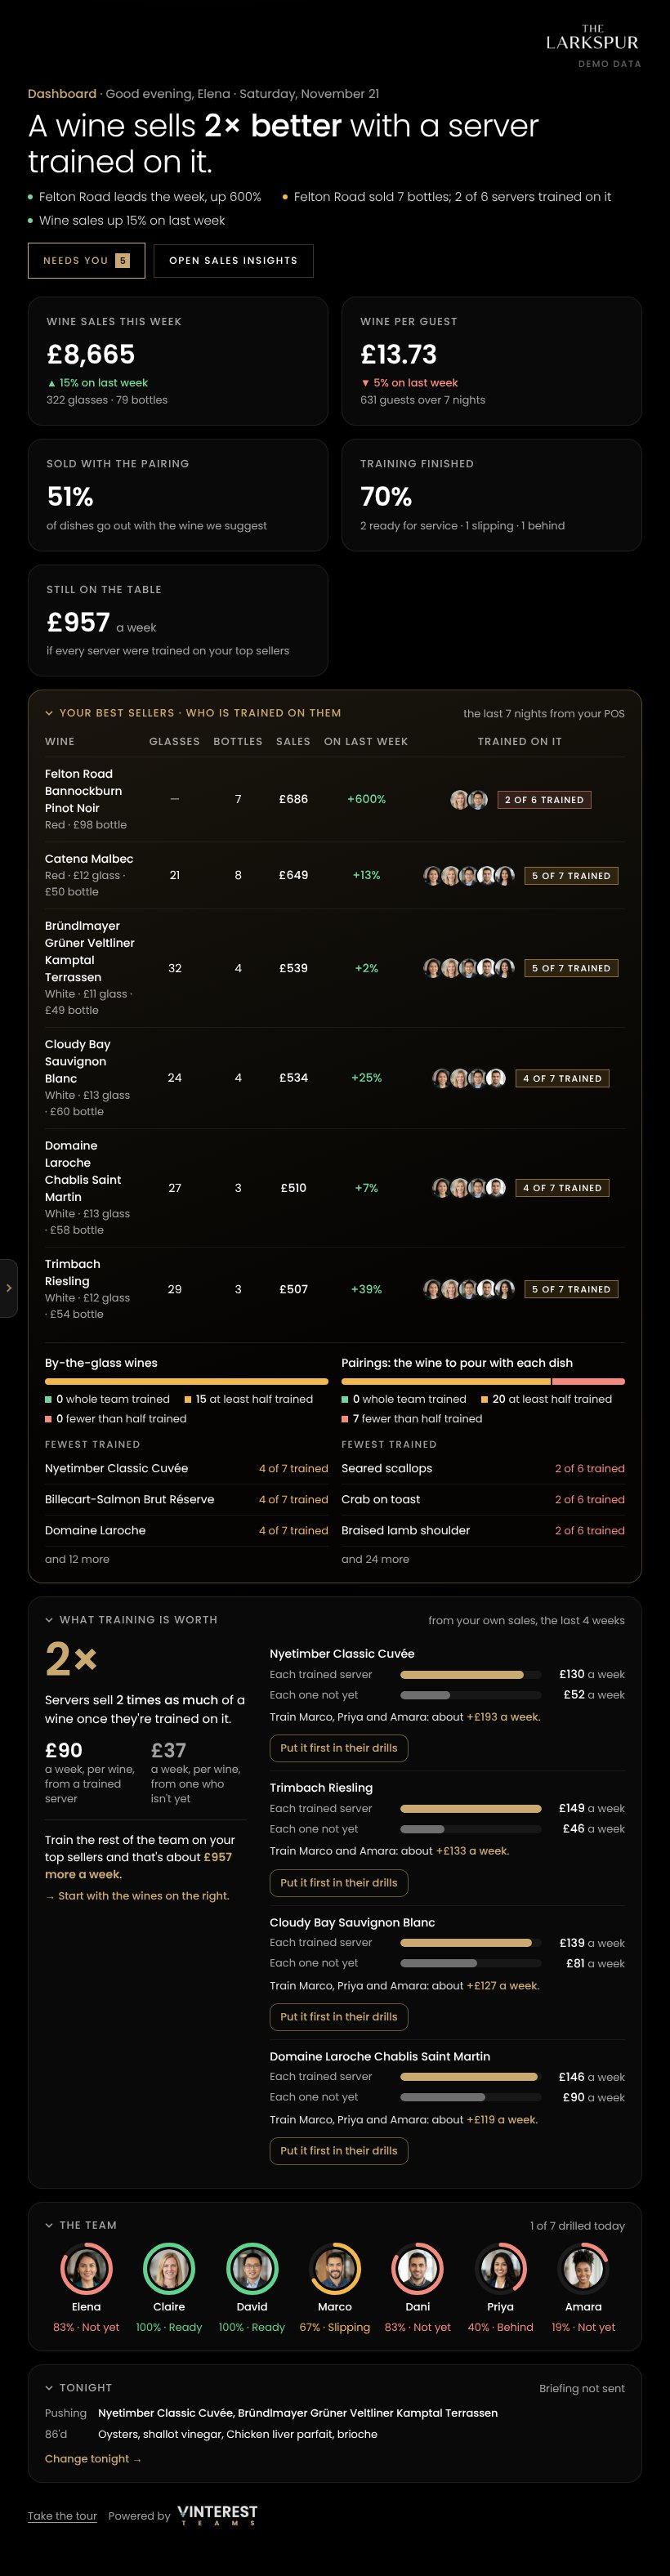 THE
LARKSPUR
DEMO DATA
Dashboard · Good evening, Elena · Saturday, November 21
A wine sells 2× better with a server
trained on it.
Felton Road leads the week, up 600%
Felton Road sold 7 bottles; 2 of 6 servers trained on it
Wine sales up 15% on last week
NEEDS YOU 5
OPEN SALES INSIGHTS
WINE SALES THIS WEEK
£8,665
▲ 15% on last week
322 glasses · 79 bottles
WINE PER GUEST
£13.73
▼ 5% on last week
631 guests over 7 nights
SOLD WITH THE PAIRING
51%
of dishes go out with the wine we suggest
TRAINING FINISHED
70%
2 ready for service · 1 slipping · 1 behind
STILL ON THE TABLE
£957 a week
if every server were trained on your top sellers
YOUR BEST SELLERS · WHO IS TRAINED ON THEM
the last 7 nights from your POS
WINE GLASSES BOTTLES SALES ON LAST WEEK TRAINED ON IT
Felton Road
Bannockburn
Pinot Noir
Red · £98 bottle
— 7 £686 +600% 2 OF 6 TRAINED
Catena Malbec
Red · £12 glass ·
£50 bottle
21 8 £649 +13% 5 OF 7 TRAINED
Bründlmayer
Grüner Veltliner
Kamptal
Terrassen
White · £11 glass ·
£49 bottle
32 4 £539 +2% 5 OF 7 TRAINED
Cloudy Bay
Sauvignon
Blanc
White · £13 glass
· £60 bottle
24 4 £534 +25% 4 OF 7 TRAINED
Domaine
Laroche
Chablis Saint
Martin
White · £13 glass
· £58 bottle
27 3 £510 +7% 4 OF 7 TRAINED
Trimbach
Riesling
White · £12 glass
· £54 bottle
29 3 £507 +39% 5 OF 7 TRAINED
By-the-glass wines
0 whole team trained
15 at least half trained
0 fewer than half trained
FEWEST TRAINED
Nyetimber Classic Cuvée 4 of 7 trained
Billecart-Salmon Brut Réserve 4 of 7 trained
Domaine Laroche 4 of 7 trained
and 12 more
Pairings: the wine to pour with each dish
0 whole team trained
20 at least half trained
7 fewer than half trained
FEWEST TRAINED
Seared scallops 2 of 6 trained
Crab on toast 2 of 6 trained
Braised lamb shoulder 2 of 6 trained
and 24 more
WHAT TRAINING IS WORTH
from your own sales, the last 4 weeks
2×
Servers sell 2 times as much of a
wine once they're trained on it.
£90
a week, per wine,
from a trained
server
£37
a week, per wine,
from one who
isn't yet
Train the rest of the team on your
top sellers and that's about £957
more a week.
→ Start with the wines on the right.
Nyetimber Classic Cuvée
Each trained server £130 a week
Each one not yet £52 a week
Train Marco, Priya and Amara: about +£193 a week.
Put it first in their drills
Trimbach Riesling
Each trained server £149 a week
Each one not yet £46 a week
Train Marco and Amara: about +£133 a week.
Put it first in their drills
Cloudy Bay Sauvignon Blanc
Each trained server £139 a week
Each one not yet £81 a week
Train Marco, Priya and Amara: about +£127 a week.
Put it first in their drills
Domaine Laroche Chablis Saint Martin
Each trained server £146 a week
Each one not yet £90 a week
Train Marco, Priya and Amara: about +£119 a week.
Put it first in their drills
THE TEAM
1 of 7 drilled today
Elena Claire David Marco Dani Priya Amara
83% · Not yet 100% · Ready 100% · Ready 67% · Slipping 83% · Not yet 40% · Behind 19% · Not yet
TONIGHT
Briefing not sent
Pushing Nyetimber Classic Cuvée, Bründlmayer Grüner Veltliner Kamptal Terrassen
86'd Oysters, shallot vinegar, Chicken liver parfait, brioche
Change tonight →
Take the tour Powered by VINTEREST
TEAMS